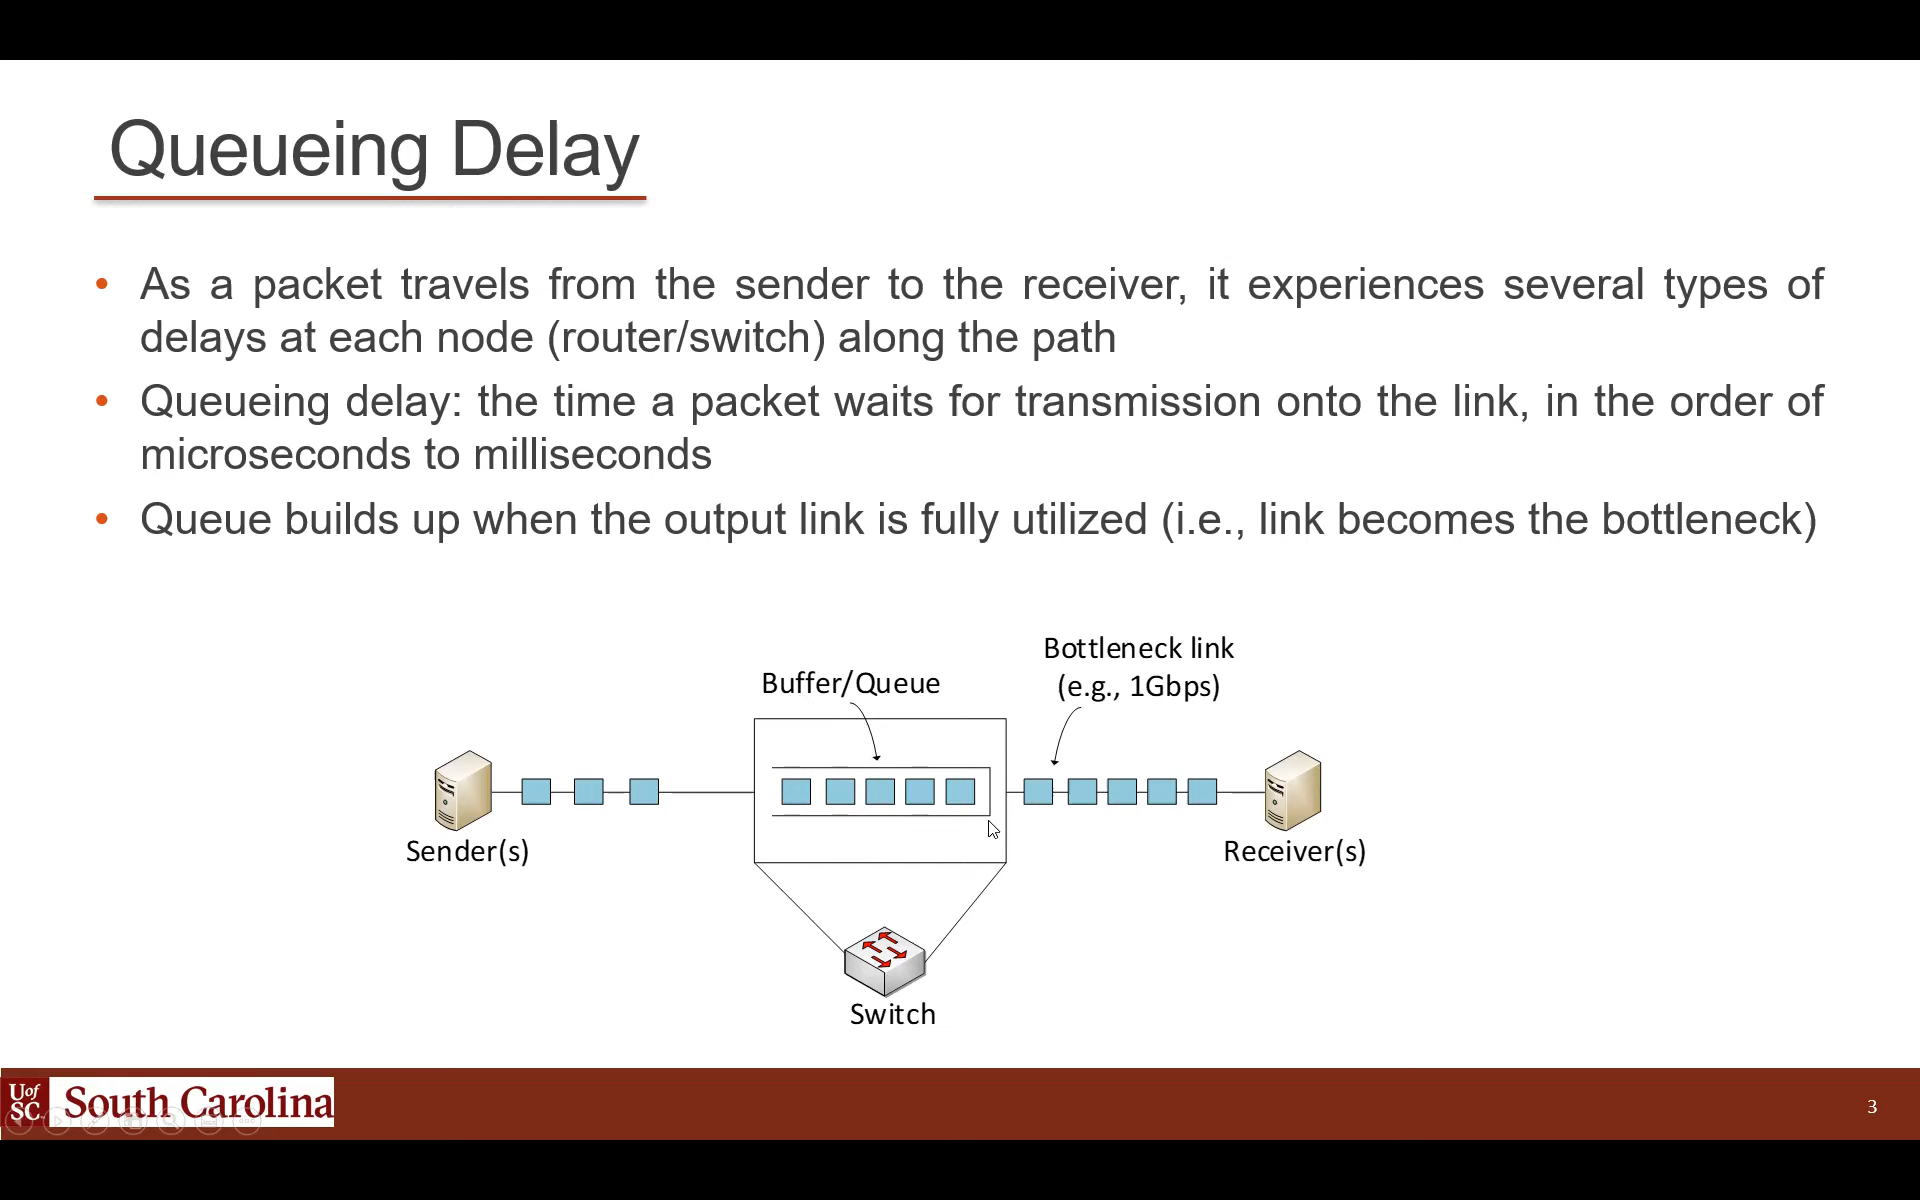 Queueing Delay
• As a packet travels from the sender to the receiver, it experiences several types of
delays at each node (router/switch) along the path
• Queueing delay: the time a packet waits for transmission onto the link, in the order of
microseconds to milliseconds
• Queue builds up when the output link is fully utilized (i.e., link becomes the bottleneck)
Bottleneck link
(e.g., 1Gbps)
Buffer/Queue
Sender(s)
Receiver(s)
Switch
UofSC South Carolina
3